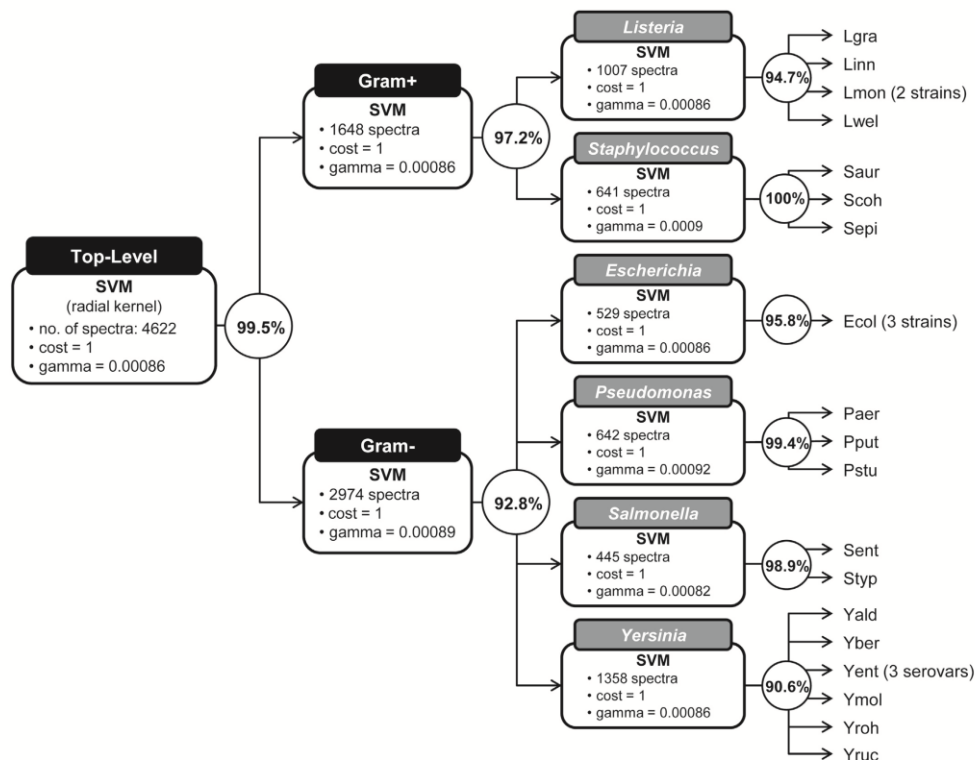 Top-Level
SVM
(radial kernel)
• no. of spectra: 4622
• cost = 1
• gamma = 0.00086
99.5%
Gram+
SVM
• 1648 spectra
• cost = 1
• gamma = 0.00086
97.2%
Listeria
SVM
• 1007 spectra
• cost = 1
• gamma = 0.00086
94.7%
Lgra
Linn
Lmon (2 strains)
Lwel
Staphylococcus
SVM
• 641 spectra
• cost = 1
• gamma = 0.0009
100%
Saur
Scoh
Sepi
Gram-
SVM
• 2974 spectra
• cost = 1
• gamma = 0.00089
92.8%
Escherichia
SVM
• 529 spectra
• cost = 1
• gamma = 0.00086
95.8%
Ecol (3 strains)
Pseudomonas
SVM
• 642 spectra
• cost = 1
• gamma = 0.00092
99.4%
Paer
Pput
Pstu
Salmonella
SVM
• 445 spectra
• cost = 1
• gamma = 0.00082
98.9%
Sent
Styp
Yersinia
SVM
• 1358 spectra
• cost = 1
• gamma = 0.00086
90.6%
Yald
Yber
Yent (3 serovars)
Ymol
Yroh
Yruc